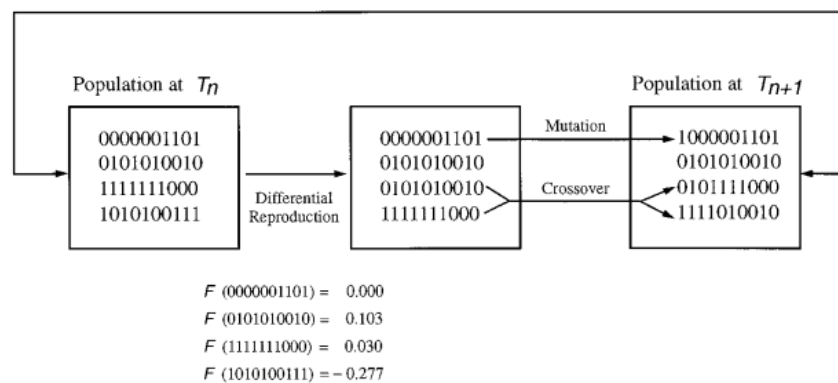 Population at Tn
Population at Tn+1
0000001101
0101010010
1111111000
1010100111
Differential
Reproduction
0000001101
0101010010
0101010010
1111111000
Mutation
Crossover
1000001101
0101010010
0101111000
1111010010
F (0000001101) = 0.000
F (0101010010) = 0.103
F (1111111000) = 0.030
F (1010100111) = - 0.277